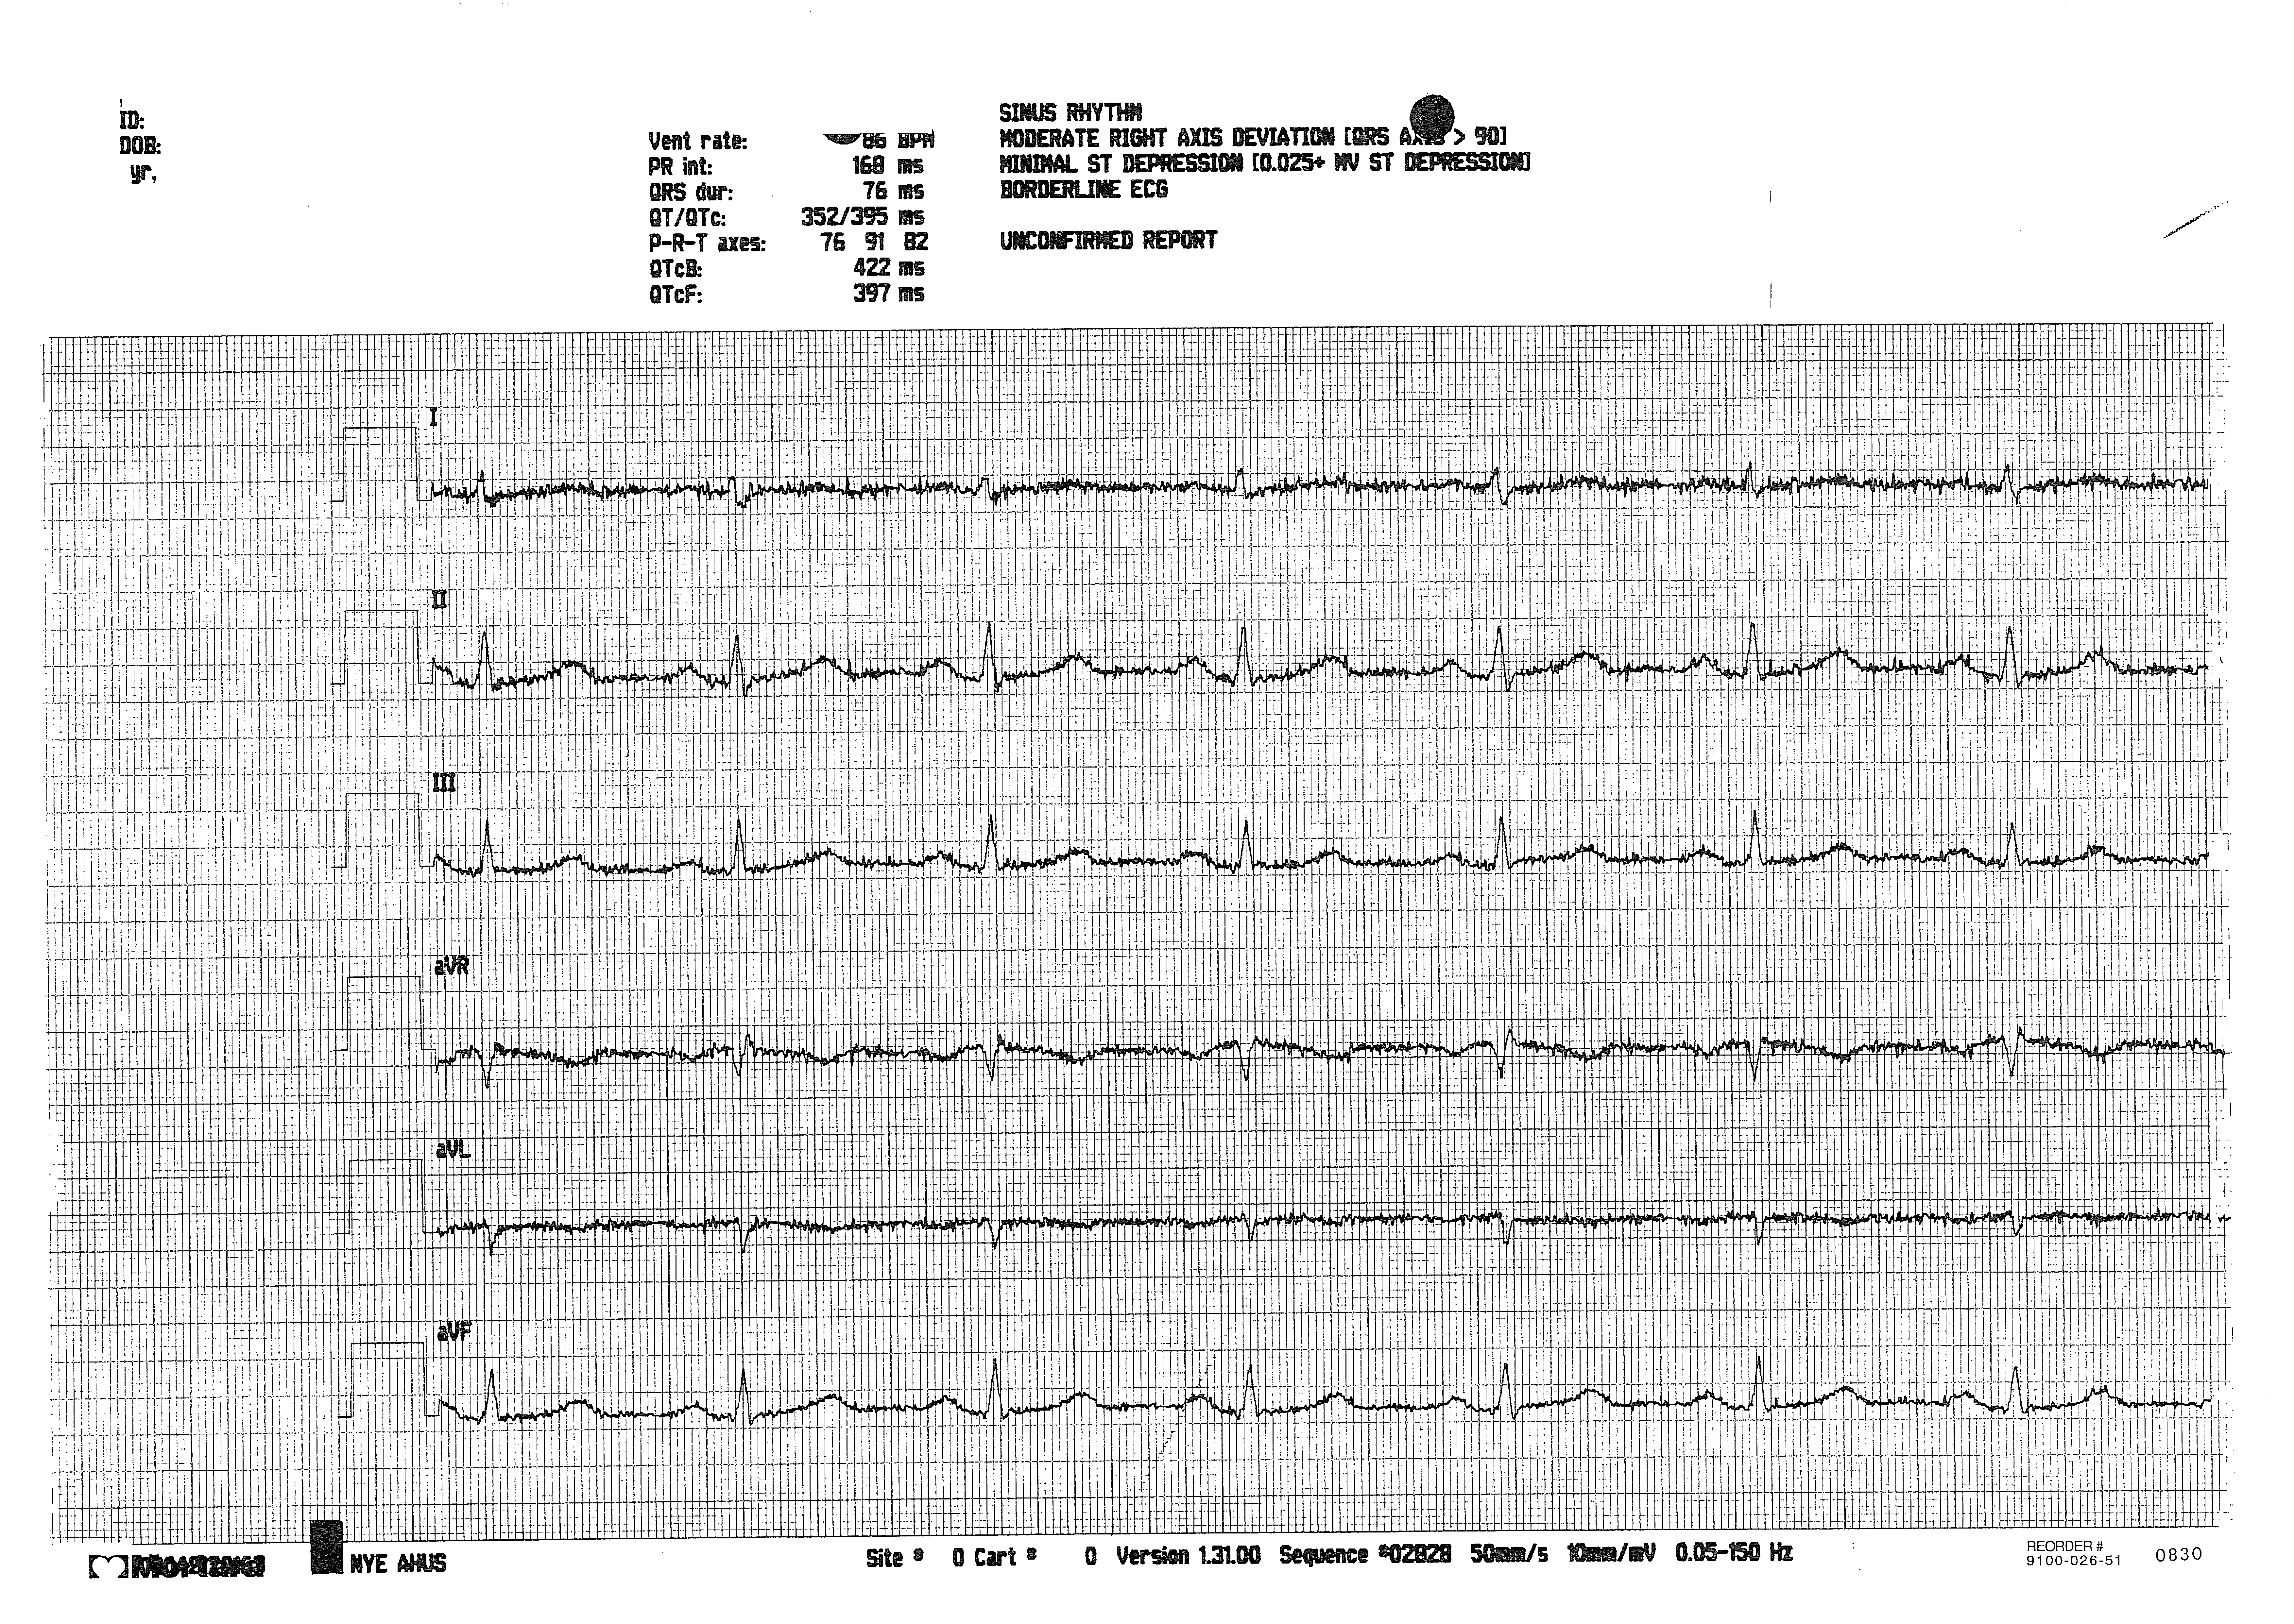 ID:
DOB:
yr,
Vent rate: 86 BPM
PR int: 168 ms
QRS dur: 76 ms
QT/QTc: 352/395 ms
P-R-T axes: 76 91 82
QTcB: 422 ms
QTcF: 397 ms
SINUS RHYTHM
MODERATE RIGHT AXIS DEVIATION [QRS > 90]
MINIMAL ST DEPRESSION [0.025+ MV ST DEPRESSION]
BORDERLINE ECG
UNCONFIRMED REPORT
I
II
III
aVR
aVL
aVF
NYE AHUS
Site # 0 Cart # 0 Version 1.31.00 Sequence #02828 50mm/s 10mm/mV 0.05-150 Hz
REORDER #
9100-026-51 0830